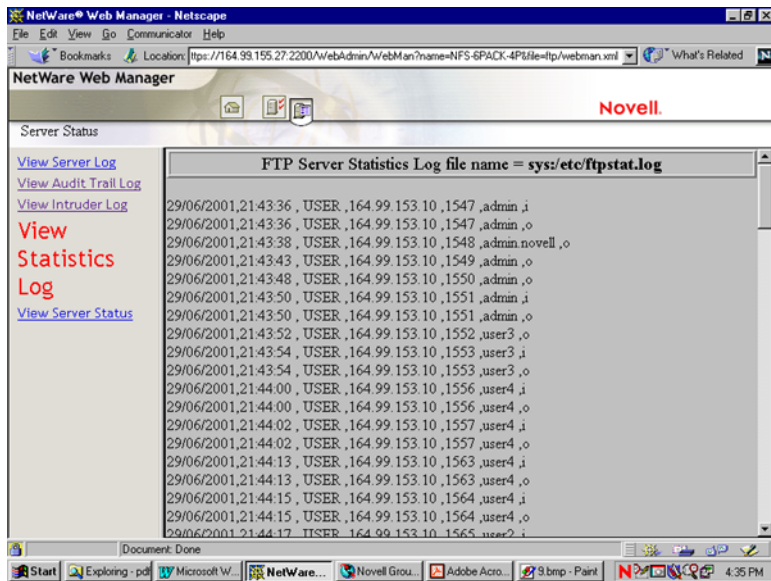 NetWare® Web Manager - Netscape
File Edit View Go Communicator Help
Bookmarks Location: ttps://164.99.155.27:2200/WebAdmin/WebMan?name=NFS-6PACK-4P&file=ftp/webman.xml What's Related N
NetWare Web Manager
Novell.
Server Status
View Server Log
View Audit Trail Log
View Intruder Log
View
Statistics
Log
View Server Status
FTP Server Statistics Log file name = sys:/etc/ftpstat.log
29/06/2001,21:43:36 , USER ,164.99.153.10 ,1547 ,admin ,i
29/06/2001,21:43:36 , USER ,164.99.153.10 ,1547 ,admin ,o
29/06/2001,21:43:38 , USER ,164.99.153.10 ,1548 ,admin.novell ,o
29/06/2001,21:43:43 , USER ,164.99.153.10 ,1549 ,admin ,o
29/06/2001,21:43:48 , USER ,164.99.153.10 ,1550 ,admin ,o
29/06/2001,21:43:50 , USER ,164.99.153.10 ,1551 ,admin ,i
29/06/2001,21:43:50 , USER ,164.99.153.10 ,1551 ,admin ,o
29/06/2001,21:43:52 , USER ,164.99.153.10 ,1552 ,user3 ,o
29/06/2001,21:43:54 , USER ,164.99.153.10 ,1553 ,user3 ,i
29/06/2001,21:43:54 , USER ,164.99.153.10 ,1553 ,user3 ,o
29/06/2001,21:44:00 , USER ,164.99.153.10 ,1556 ,user4 ,i
29/06/2001,21:44:00 , USER ,164.99.153.10 ,1556 ,user4 ,o
29/06/2001,21:44:02 , USER ,164.99.153.10 ,1557 ,user4 ,i
29/06/2001,21:44:02 , USER ,164.99.153.10 ,1557 ,user4 ,o
29/06/2001,21:44:13 , USER ,164.99.153.10 ,1563 ,user4 ,i
29/06/2001,21:44:13 , USER ,164.99.153.10 ,1563 ,user4 ,o
29/06/2001,21:44:15 , USER ,164.99.153.10 ,1564 ,user4 ,i
29/06/2001,21:44:15 , USER ,164.99.153.10 ,1564 ,user4 ,o
29/06/2001,21:44:17 , USER ,164.99.153.10 ,1565 ,user2 ,i
Document: Done
Start Exploring - pdf Microsoft W... NetWare... Novell Grou... Adobe Acro... 9.bmp - Paint N 4:35 PM